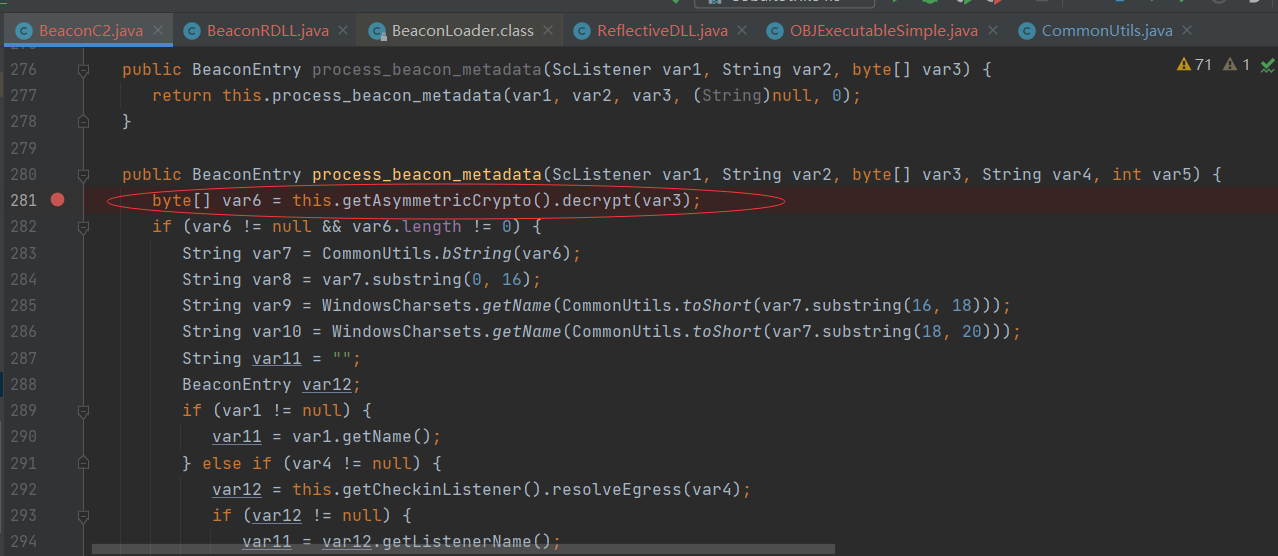 BeaconC2.java × BeaconRDLL.java × BeaconLoader.class × ReflectiveDLL.java × OBJExecutableSimple.java × CommonUtils.java ×
71 1
276 public BeaconEntry process_beacon_metadata(ScListener var1, String var2, byte[] var3) {
277 return this.process_beacon_metadata(var1, var2, var3, (String)null, 0);
278 }
279
280 public BeaconEntry process_beacon_metadata(ScListener var1, String var2, byte[] var3, String var4, int var5) {
281 byte[] var6 = this.getAsymmetricCrypto().decrypt(var3);
282 if (var6 != null && var6.length != 0) {
283 String var7 = CommonUtils.bString(var6);
284 String var8 = var7.substring(0, 16);
285 String var9 = WindowsCharsets.getName(CommonUtils.toShort(var7.substring(16, 18)));
286 String var10 = WindowsCharsets.getName(CommonUtils.toShort(var7.substring(18, 20)));
287 String var11 = "";
288 BeaconEntry var12;
289 if (var1 != null) {
290 var11 = var1.getName();
291 } else if (var4 != null) {
292 var12 = this.getCheckinListener().resolveEgress(var4);
293 if (var12 != null) {
294 var11 = var12.getListenerName();